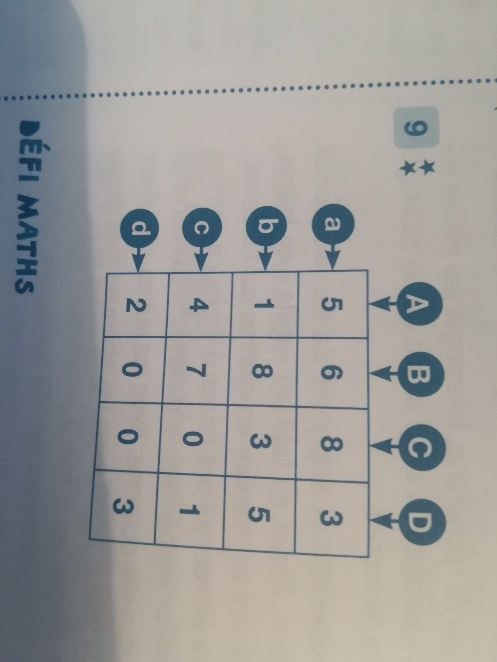 9 ★★
A B C D
a 5 6 8 3
b 1 8 3 5
c 4 7 0 1
d 2 0 0 3
DÉFI MATHS